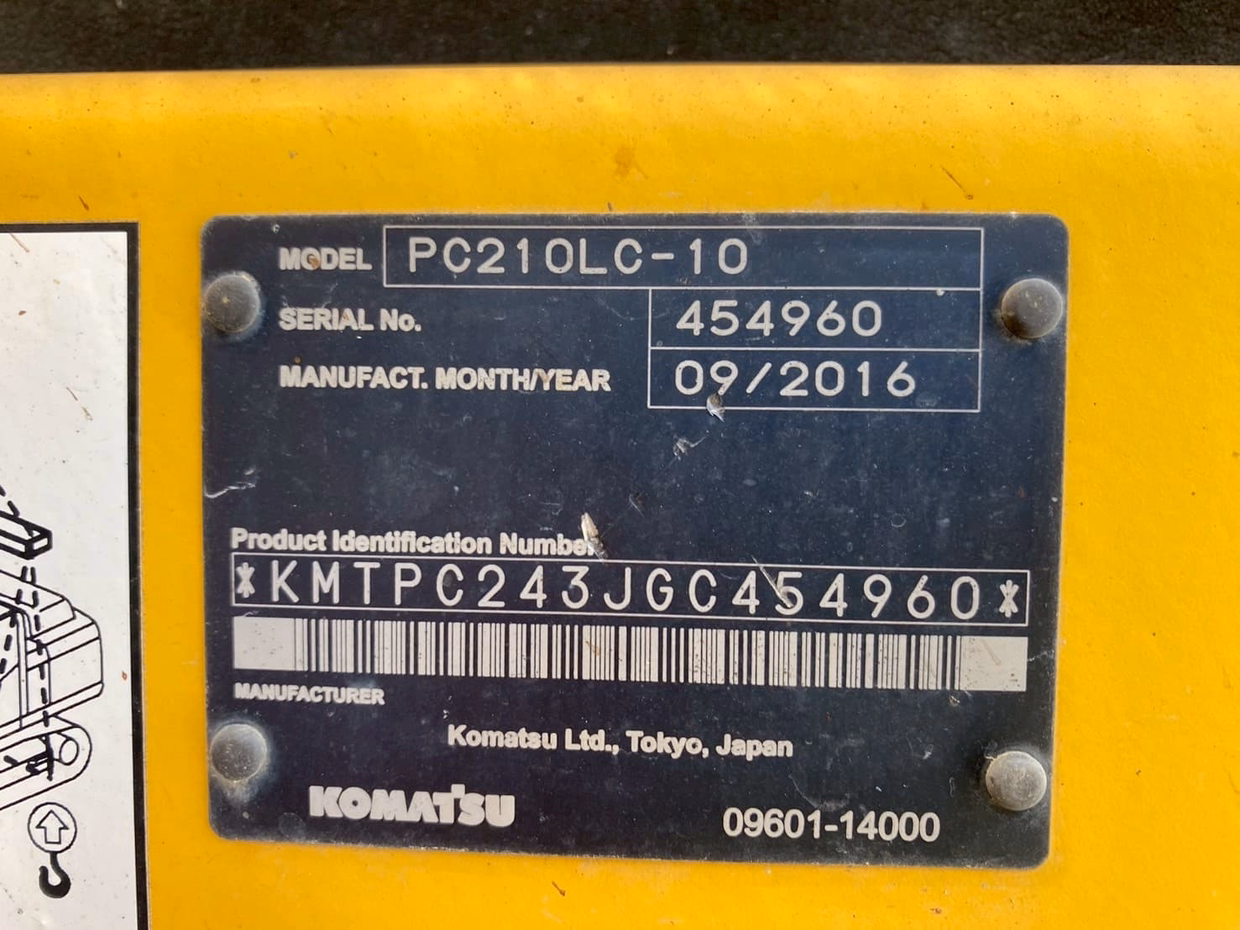 MODEL PC210LC-10
SERIAL No. 454960
MANUFACT. MONTH/YEAR 09/2016
Product Identification Number
*KMTPC243JGC454960*
MANUFACTURER
Komatsu Ltd., Tokyo, Japan
KOMATSU 09601-14000